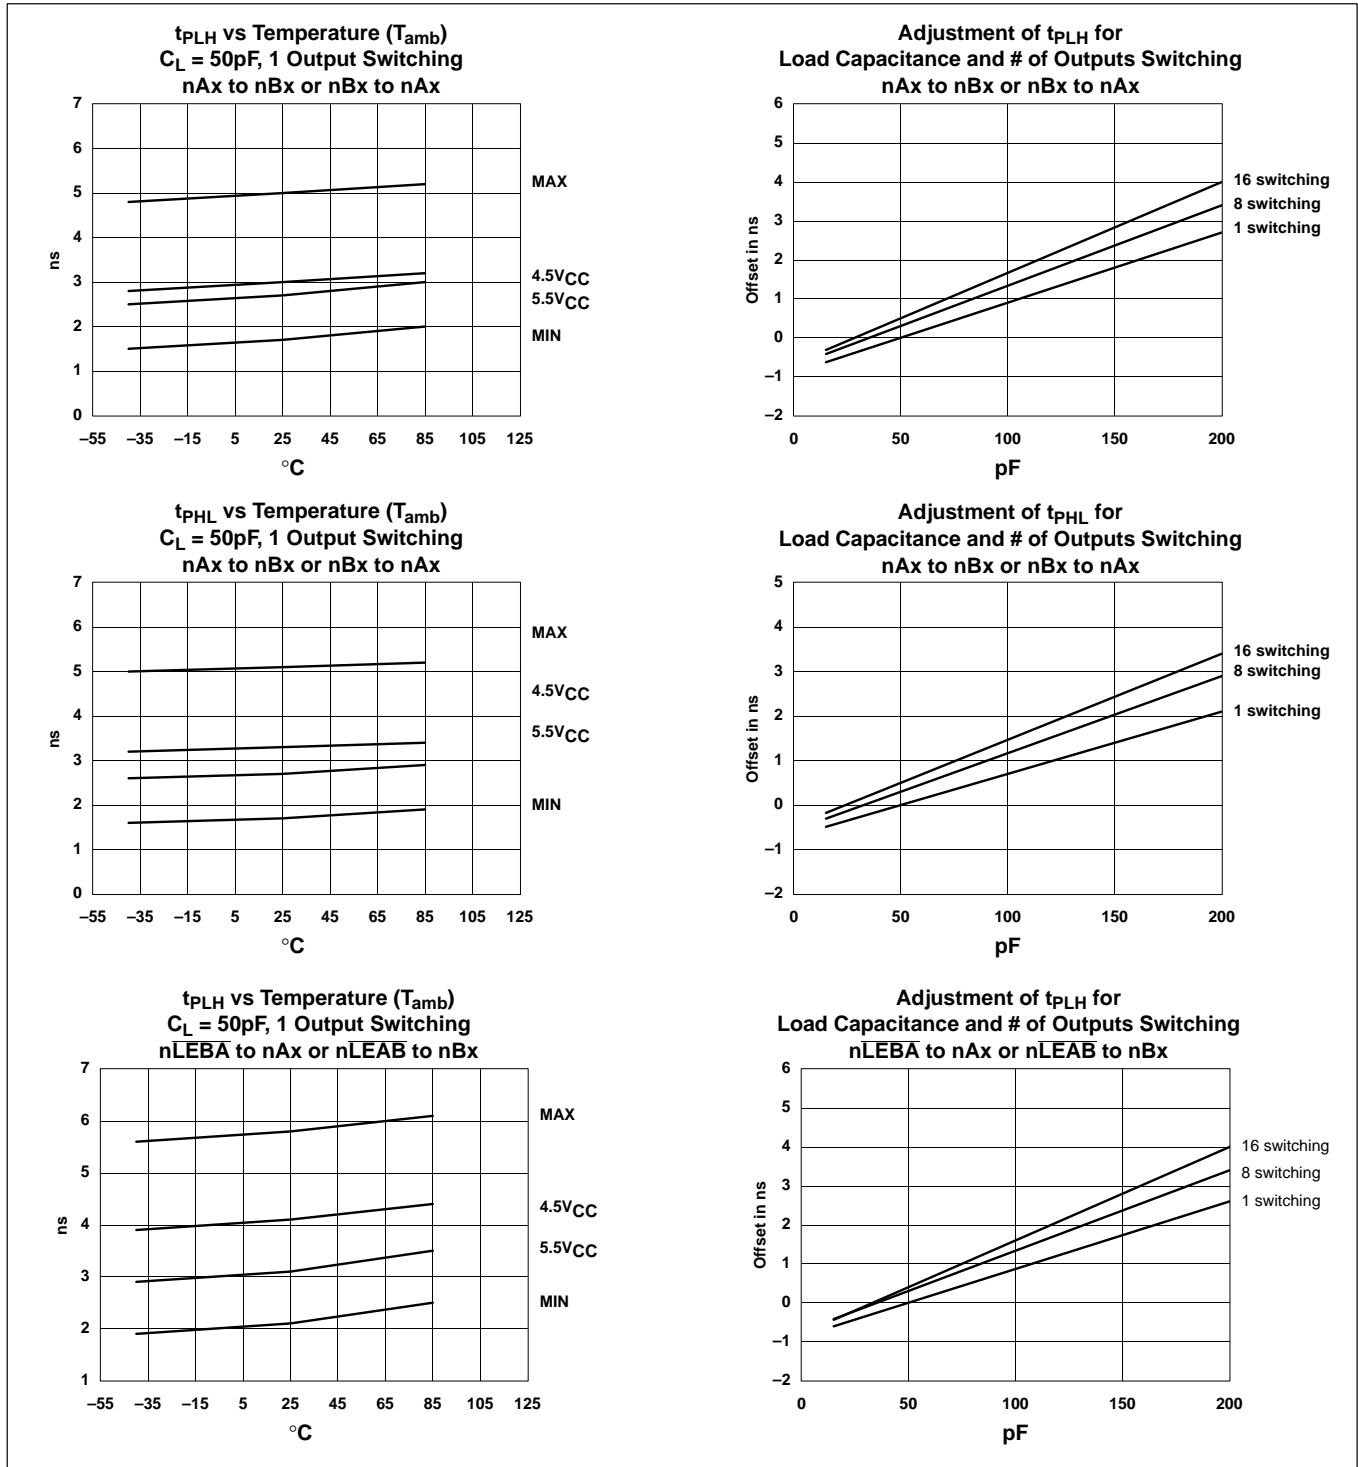 tPLH vs Temperature (Tamb)
CL = 50pF, 1 Output Switching
nAx to nBx or nBx to nAx
7
6
5
4
3
2
1
0
ns
MAX
4.5VCC
5.5VCC
MIN
–55 –35 –15 5 25 45 65 85 105 125
°C
Adjustment of tPLH for
Load Capacitance and # of Outputs Switching
nAx to nBx or nBx to nAx
6
5
4
3
2
1
0
–1
–2
Offset in ns
16 switching
8 switching
1 switching
0 50 100 150 200
pF
tPHL vs Temperature (Tamb)
CL = 50pF, 1 Output Switching
nAx to nBx or nBx to nAx
7
6
5
4
3
2
1
0
ns
MAX
4.5VCC
5.5VCC
MIN
–55 –35 –15 5 25 45 65 85 105 125
°C
Adjustment of tPHL for
Load Capacitance and # of Outputs Switching
nAx to nBx or nBx to nAx
5
4
3
2
1
0
–1
–2
Offset in ns
16 switching
8 switching
1 switching
0 50 100 150 200
pF
tPLH vs Temperature (Tamb)
CL = 50pF, 1 Output Switching
nL̅E̅B̅A̅ to nAx or nL̅E̅A̅B̅ to nBx
7
6
5
4
3
2
1
ns
MAX
4.5VCC
5.5VCC
MIN
–55 –35 –15 5 25 45 65 85 105 125
°C
Adjustment of tPLH for
Load Capacitance and # of Outputs Switching
nL̅E̅B̅A̅ to nAx or nL̅E̅A̅B̅ to nBx
6
5
4
3
2
1
0
–1
–2
Offset in ns
16 switching
8 switching
1 switching
0 50 100 150 200
pF